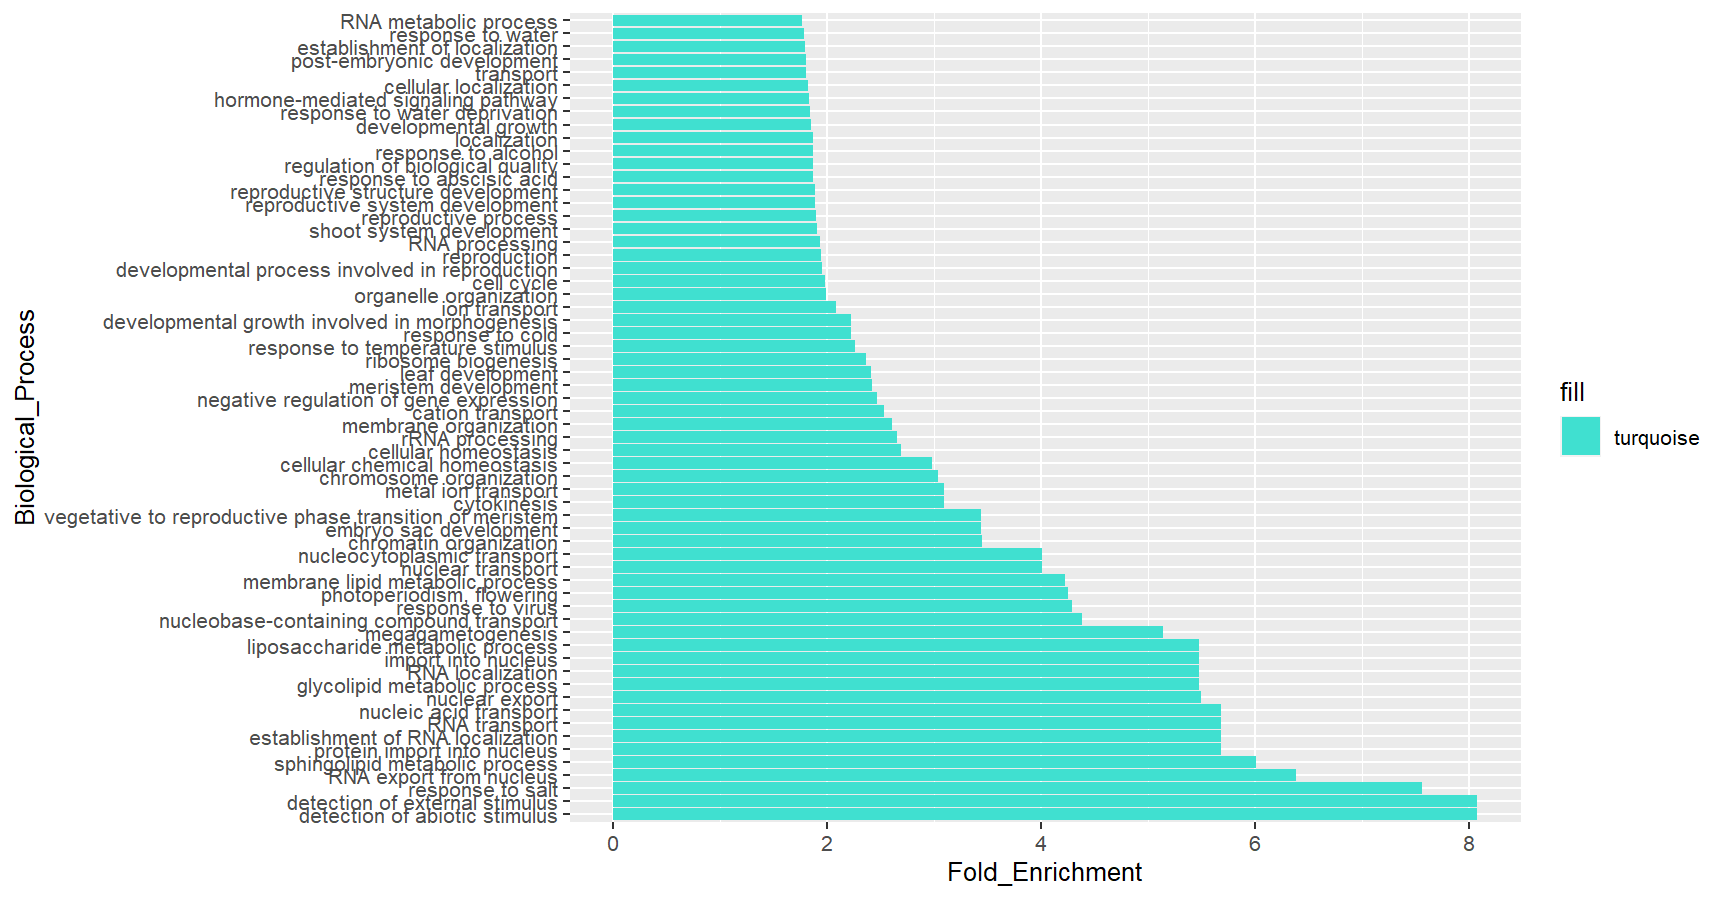 RNA metabolic process
response to water
establishment of localization
post-embryonic development
transport
cellular localization
hormone-mediated signaling pathway
response to water deprivation
developmental growth
localization
response to alcohol
regulation of biological quality
response to abscisic acid
reproductive structure development
reproductive system development
reproductive process
shoot system development
RNA processing
reproduction
developmental process involved in reproduction
cell cycle
organelle organization
ion transport
developmental growth involved in morphogenesis
response to cold
response to temperature stimulus
ribosome biogenesis
leaf development
meristem development
negative regulation of gene expression
cation transport
membrane organization
rRNA processing
cellular homeostasis
cellular chemical homeostasis
chromosome organization
metal ion transport
cytokinesis
vegetative to reproductive phase transition of meristem
embryo sac development
chromatin organization
nucleocytoplasmic transport
nuclear transport
membrane lipid metabolic process
photoperiodism, flowering
response to virus
nucleobase-containing compound transport
megagametogenesis
liposaccharide metabolic process
import into nucleus
RNA localization
glycolipid metabolic process
nuclear export
nucleic acid transport
RNA transport
establishment of RNA localization
protein import into nucleus
sphingolipid metabolic process
RNA export from nucleus
response to salt
detection of external stimulus
detection of abiotic stimulus
Biological_Process
0 2 4 6 8
Fold_Enrichment
fill
turquoise